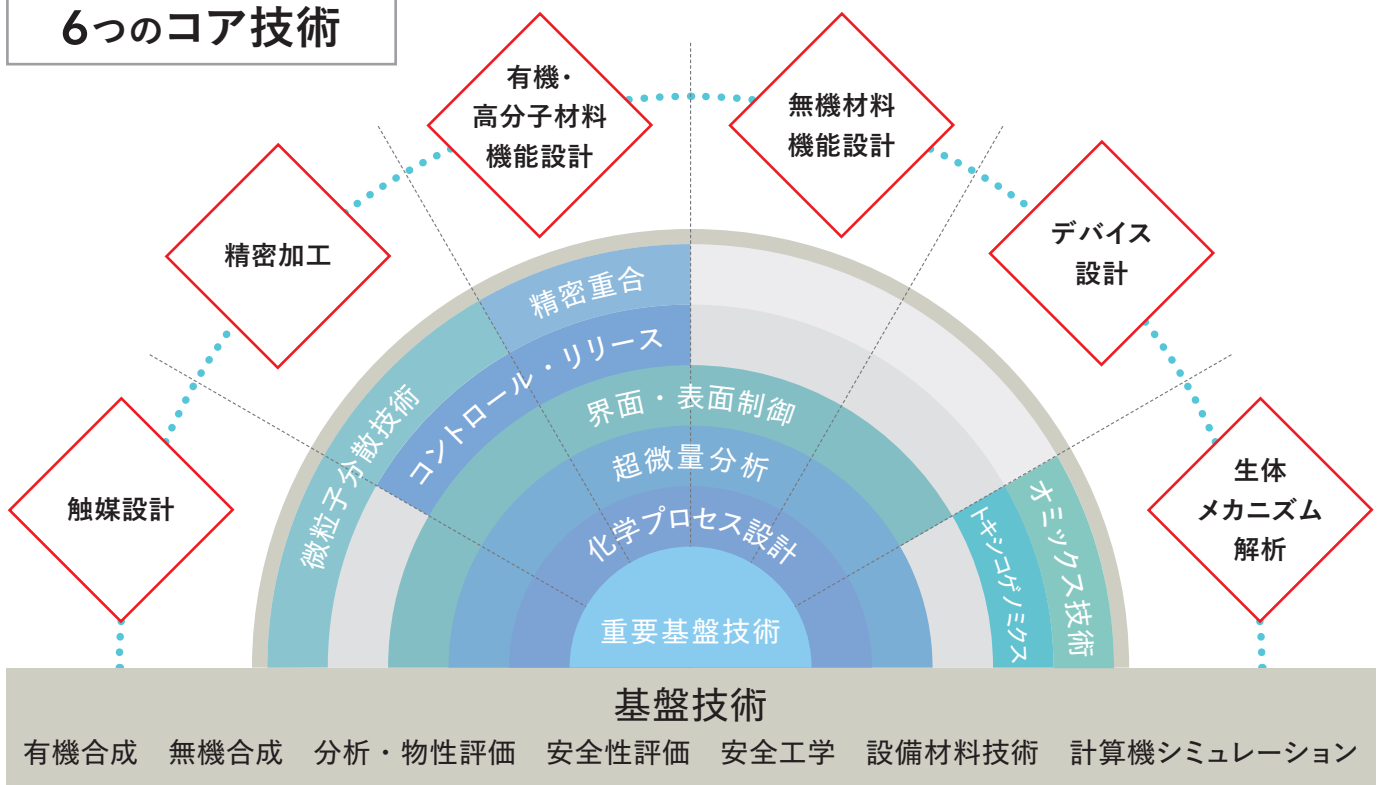 6つのコア技術
有機・
高分子材料
機能設計
無機材料
機能設計
精密加工
デバイス
設計
触媒設計
生体
メカニズム
解析
精密重合
コントロール・リリース
微粒子分散技術
界面・表面制御
超微量分析
化学プロセス設計
トキシコゲノミクス
オミックス技術
重要基盤技術
基盤技術
有機合成 無機合成 分析・物性評価 安全性評価 安全工学 設備材料技術 計算機シミュレーション